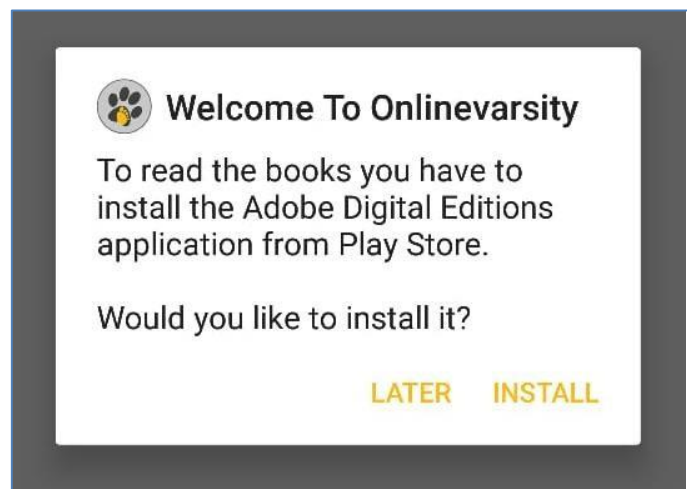 Welcome To Onlinevarsity
To read the books you have to
install the Adobe Digital Editions
application from Play Store.
Would you like to install it?
LATER INSTALL